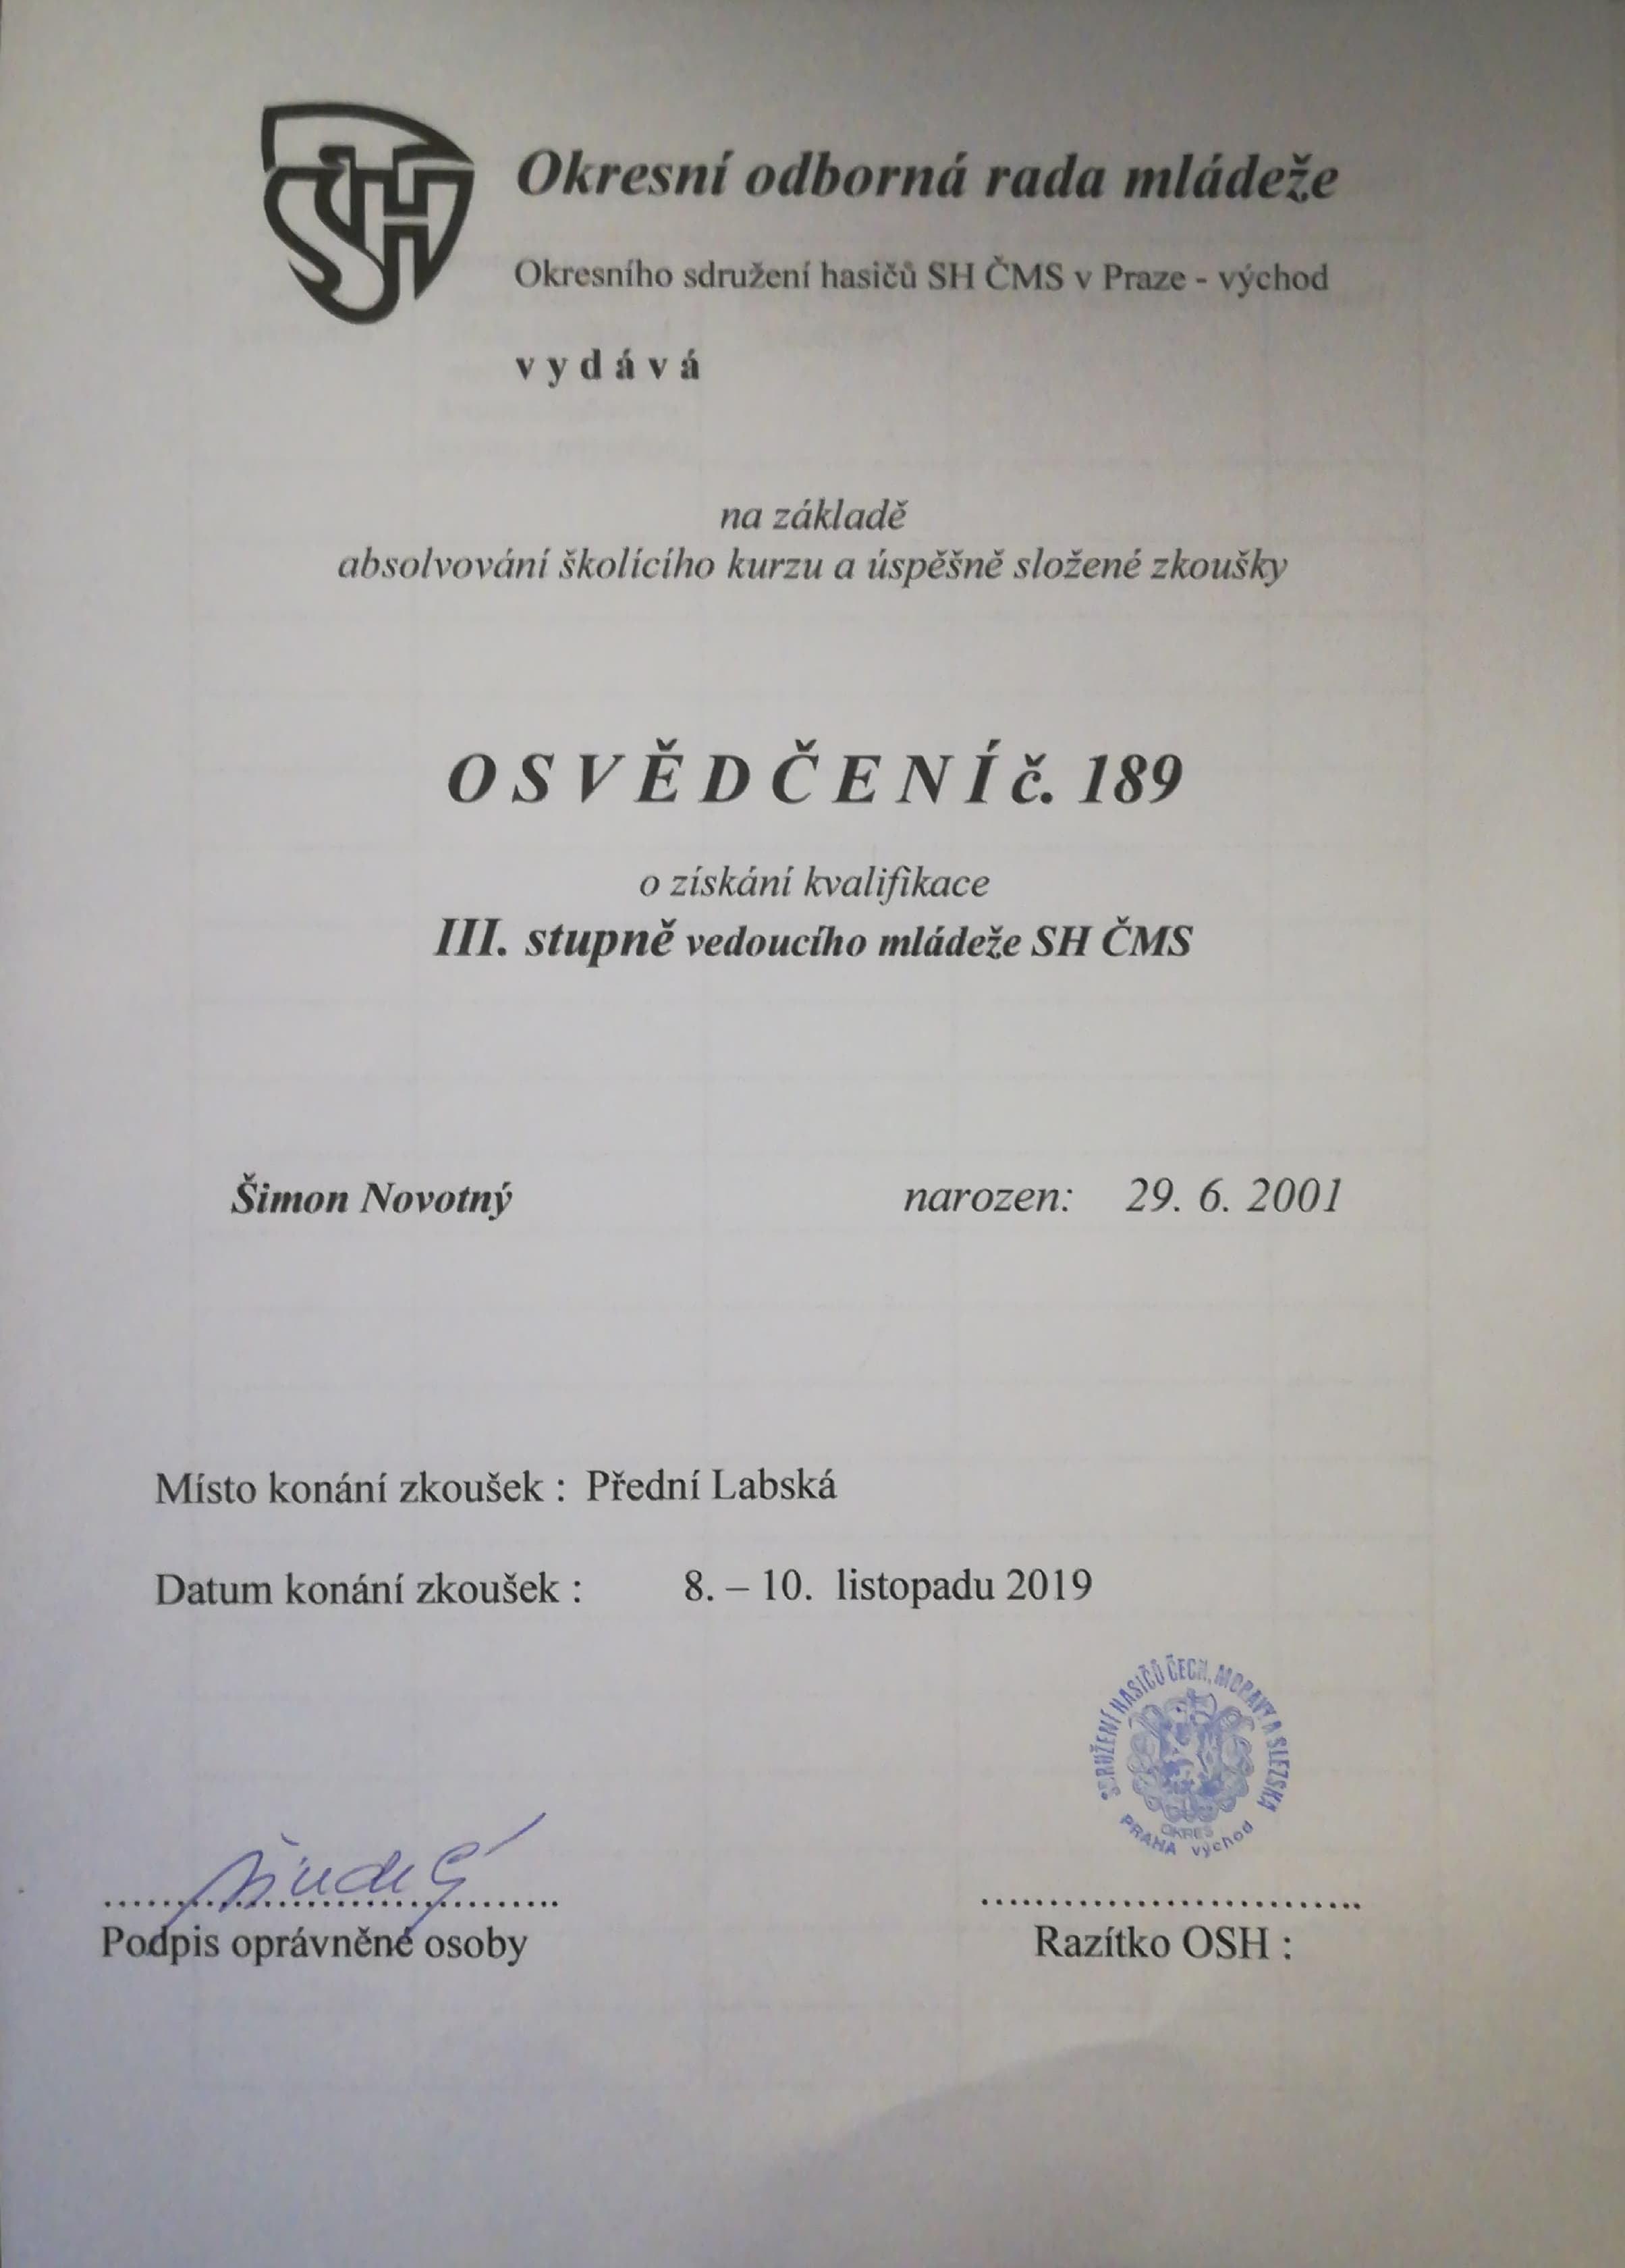 SH
Okresní odborná rada mládeže
Okresního sdružení hasičů SH ČMS v Praze - východ
v y d á v á
na základě
absolvování školícího kurzu a úspěšně složené zkoušky
O S V Ě D Č E N Í č. 189
o získání kvalifikace
III. stupně vedoucího mládeže SH ČMS
Šimon Novotný narozen: 29. 6. 2001
Místo konání zkoušek : Přední Labská
Datum konání zkoušek : 8. – 10. listopadu 2019
SDRUŽENÍ HASIČŮ ČECH, MORAVY A SLEZSKA
OKRES
PRAHA východ
Podpis oprávněné osoby Razítko OSH :